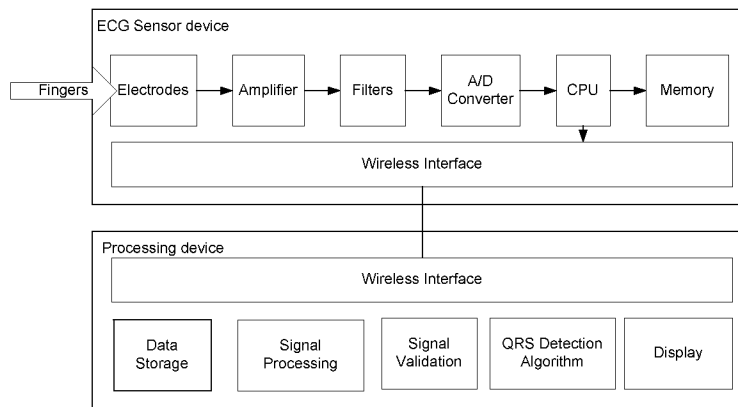 ECG Sensor device
Fingers
Electrodes
Amplifier
Filters
A/D
Converter
CPU
Memory
Wireless Interface
Processing device
Wireless Interface
Data
Storage
Signal
Processing
Signal
Validation
QRS Detection
Algorithm
Display